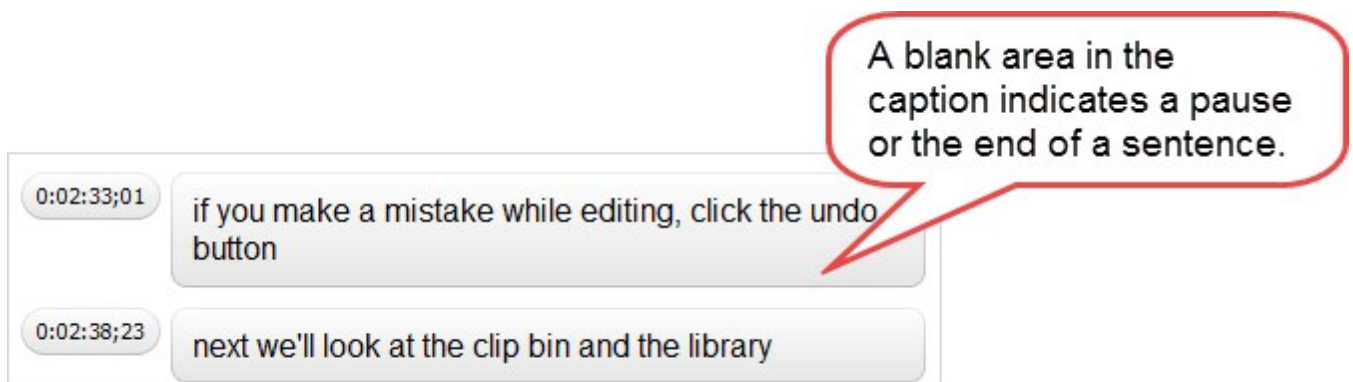 A blank area in the
caption indicates a pause
or the end of a sentence.
0:02:33;01
if you make a mistake while editing, click the undo
button
0:02:38;23
next we'll look at the clip bin and the library